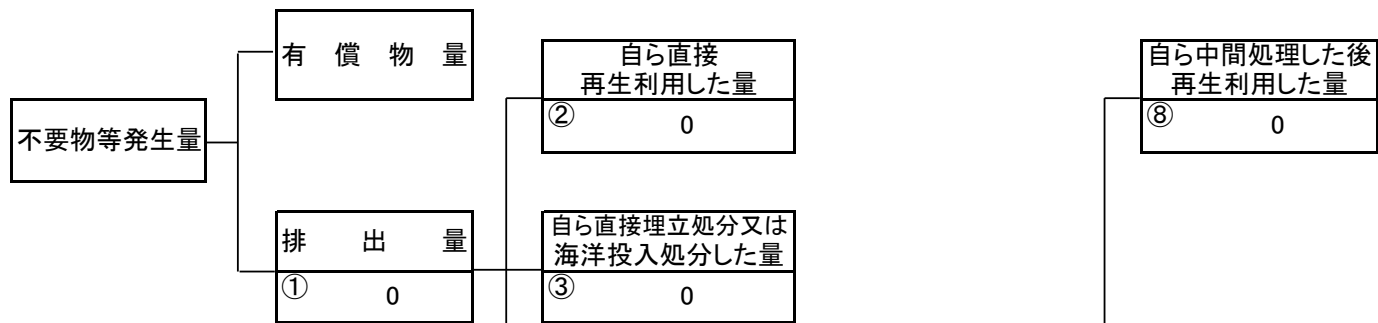 有償物量
自ら直接
再生利用した量
② 0
自ら中間処理した後
再生利用した量
⑧ 0
不要物等発生量
排出量
① 0
自ら直接埋立処分又は
海洋投入処分した量
③ 0